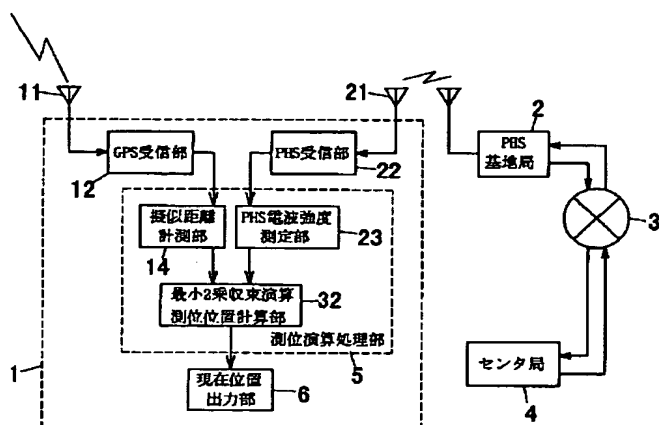 11
21
2
GPS受信部
PHS受信部
PHS
基地局
12
22
3
擬似距離
計測部
PHS電波強度
測定部
14
23
最小2乗収束演算
測位位置計算部
32
測位演算処理部
センタ局
1
5
現在位置
出力部
6
4